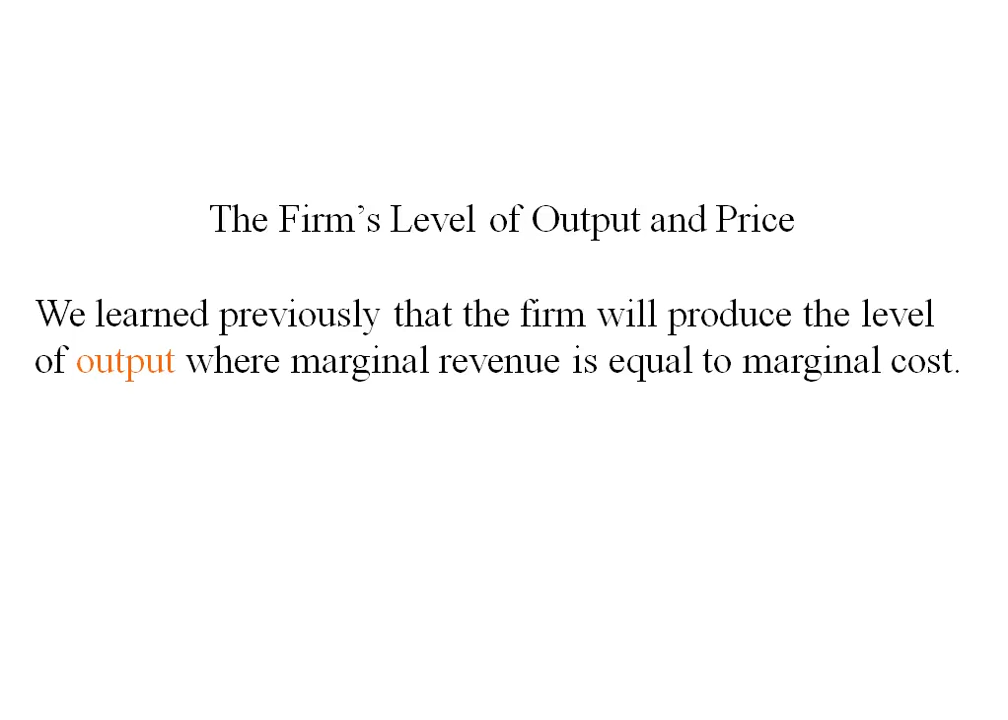 The Firm’s Level of Output and Price
We learned previously that the firm will produce the level
of output where marginal revenue is equal to marginal cost.